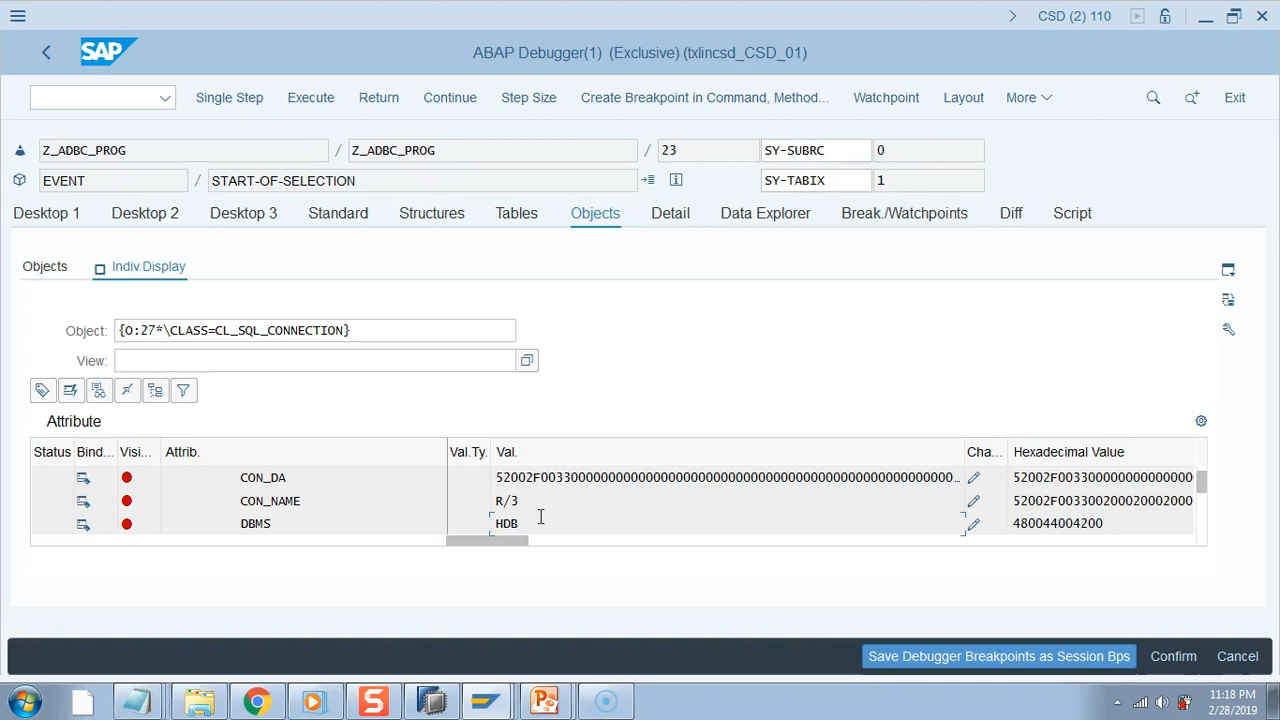 CSD (2) 110
SAP ABAP Debugger(1) (Exclusive) (txlincsd_CSD_01)
Single Step Execute Return Continue Step Size Create Breakpoint in Command, Method... Watchpoint Layout More Exit
Z_ADBC_PROG / Z_ADBC_PROG / 23 SY-SUBRC 0
EVENT / START-OF-SELECTION SY-TABIX 1
Desktop 1 Desktop 2 Desktop 3 Standard Structures Tables Objects Detail Data Explorer Break./Watchpoints Diff Script
Objects Indiv.Display
Object: {O:27*\CLASS=CL_SQL_CONNECTION}
View:
Attribute
Status Bind... Visi... Attrib. Val.Ty. Val. Cha... Hexadecimal Value
CON_DA 52002F0033000000000000000000000000000000000000000000000000000... 52002F0033000000000000
CON_NAME R/3 52002F0033002000200020000
DBMS HDB 480044004200
Save Debugger Breakpoints as Session Bps Confirm Cancel
11:18 PM
2/28/2019